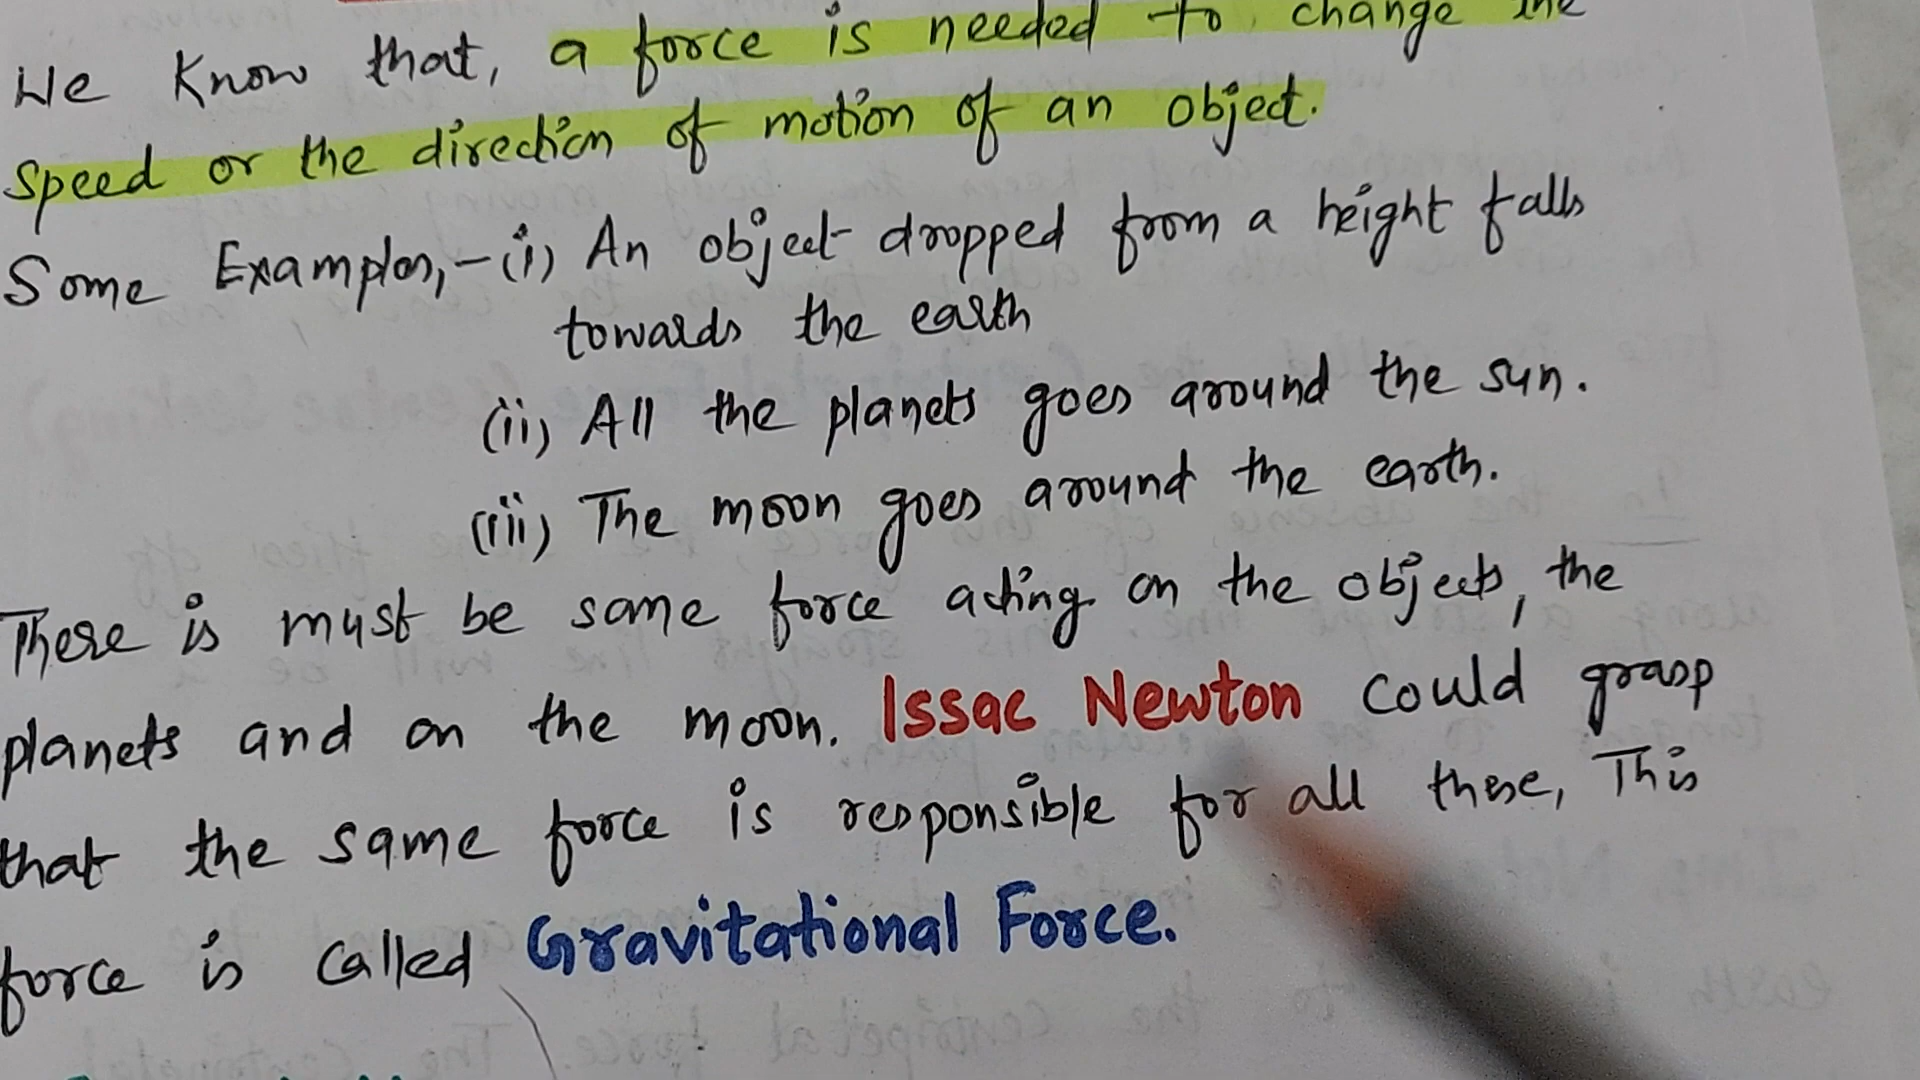 We know that, a force is needed to change the
speed or the direction of motion of an object.
Some Examples,-(i) An object dropped from a height falls
towards the earth
(ii) All the planets goes around the sun.
(iii) The moon goes around the earth.
There is must be some force acting on the objects, the
planets and on the moon. Issac Newton could grasp
that the same force is responsible for all these, This
force is called Gravitational Force.